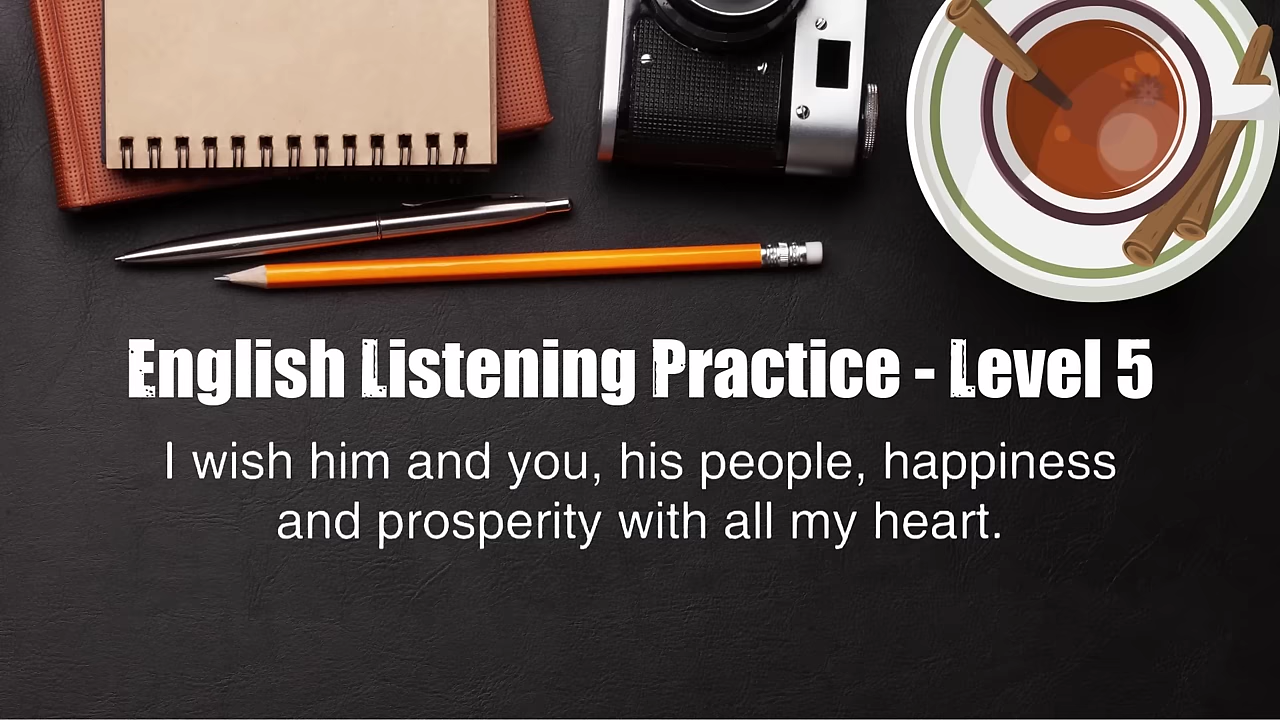 English Listening Practice - Level 5
I wish him and you, his people, happiness
and prosperity with all my heart.